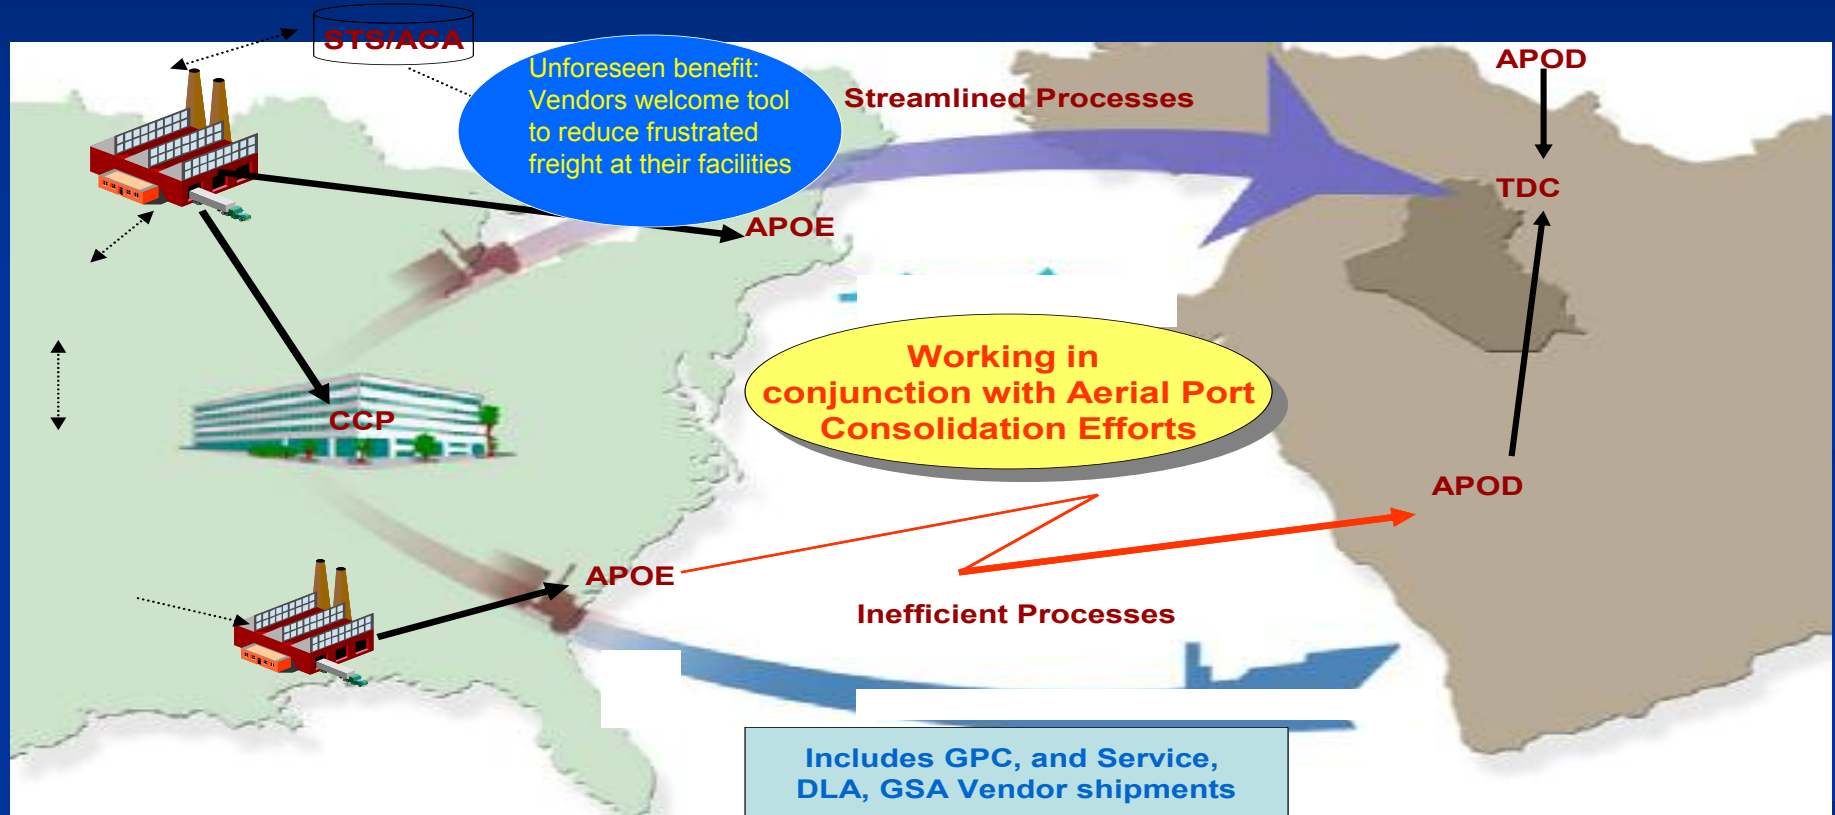 STS/ACA
Unforeseen benefit:
Vendors welcome tool
to reduce frustrated
freight at their facilities
Streamlined Processes
APOD
TDC
APOE
Working in
conjunction with Aerial Port
Consolidation Efforts
CCP
APOD
APOE
Inefficient Processes
Includes GPC, and Service,
DLA, GSA Vendor shipments